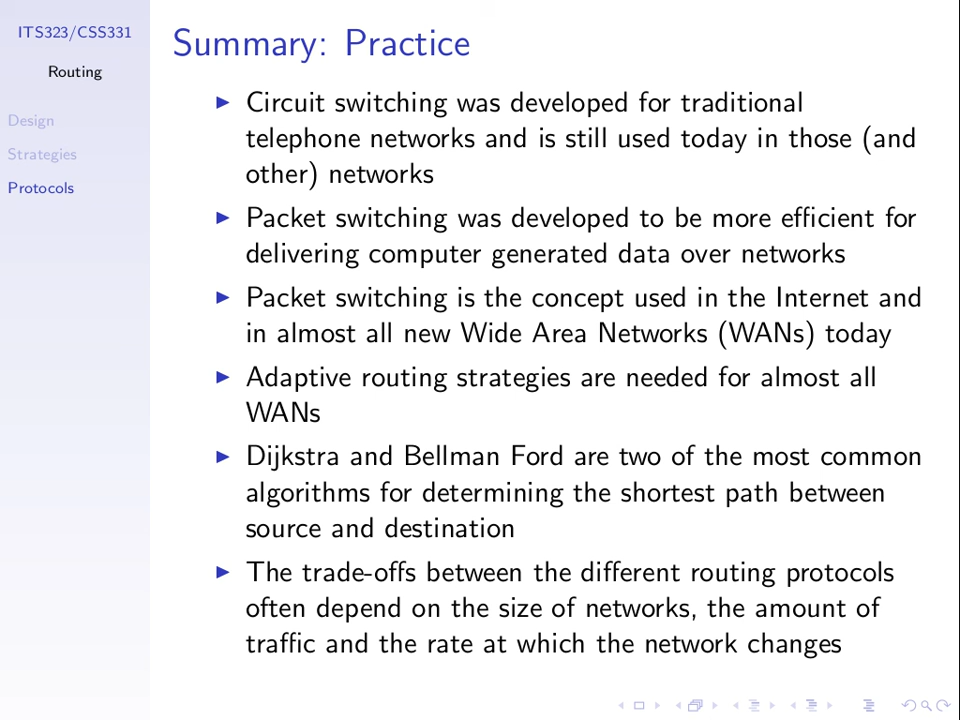 ITS323/CSS331
Routing
Design
Strategies
Protocols
Summary: Practice
Circuit switching was developed for traditional
telephone networks and is still used today in those (and
other) networks
Packet switching was developed to be more efficient for
delivering computer generated data over networks
Packet switching is the concept used in the Internet and
in almost all new Wide Area Networks (WANs) today
Adaptive routing strategies are needed for almost all
WANs
Dijkstra and Bellman Ford are two of the most common
algorithms for determining the shortest path between
source and destination
The trade-offs between the different routing protocols
often depend on the size of networks, the amount of
traffic and the rate at which the network changes